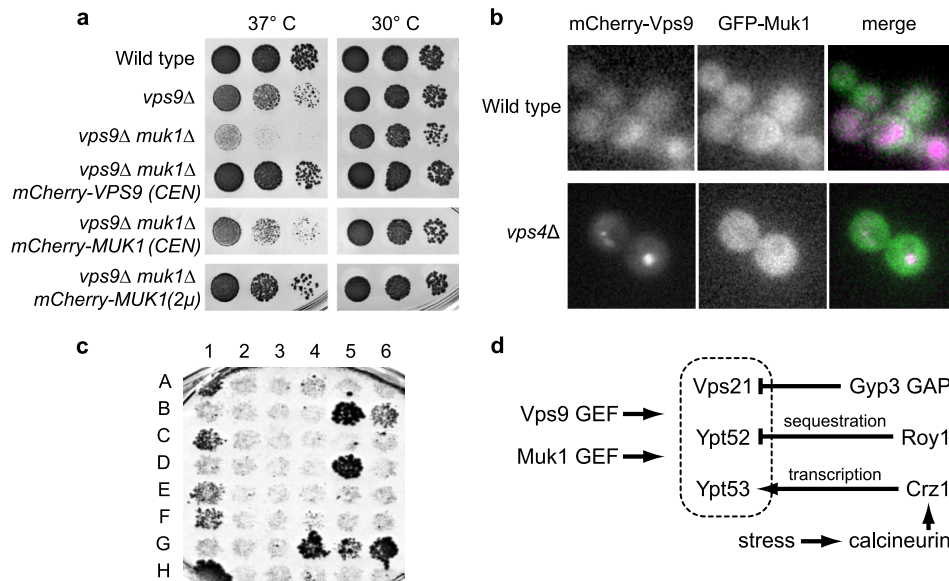 a
37° C
30° C
Wild type
vps9Δ
vps9Δ muk1Δ
vps9Δ muk1Δ
mCherry-VPS9 (CEN)
vps9Δ muk1Δ
mCherry-MUK1 (CEN)
vps9Δ muk1Δ
mCherry-MUK1(2µ)
b
mCherry-Vps9
GFP-Muk1
merge
Wild type
vps4Δ
c
1 2 3 4 5 6
A
B
C
D
E
F
G
H
d
Vps21
Gyp3 GAP
Vps9 GEF
sequestration
Ypt52
Roy1
Muk1 GEF
transcription
Ypt53
Crz1
stress
calcineurin